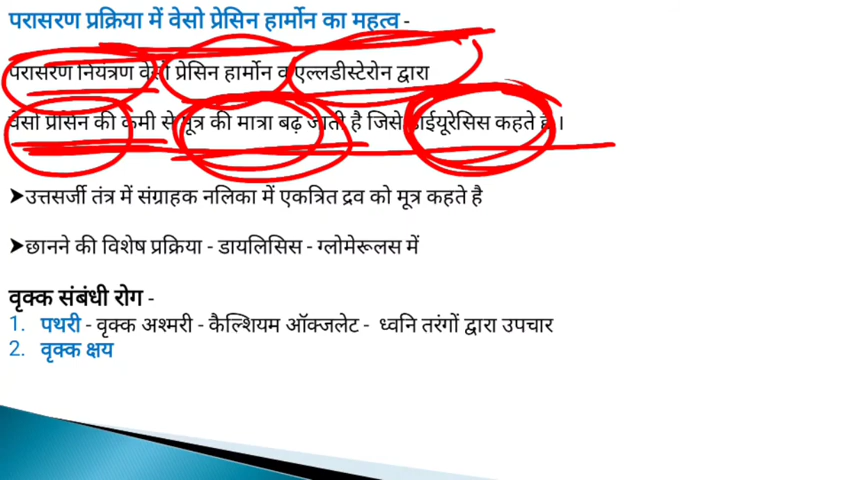 परासरण प्रक्रिया में वेसो प्रेसिन हार्मोन का महत्व -
परासरण नियंत्रण वेसो प्रेसिन हार्मोन व एल्लडीस्टेरोन द्वारा
वेसो प्रेसिन की कमी से मूत्र की मात्रा बढ़ जाती है जिसे डाईयूरेसिस कहते है ।
➤उत्तसर्जी तंत्र में संग्राहक नलिका में एकत्रित द्रव को मूत्र कहते है
➤छानने की विशेष प्रक्रिया - डायलिसिस - ग्लोमेरूलस में
वृक्क संबंधी रोग -
1. पथरी - वृक्क अश्मरी - कैल्शियम ऑक्जलेट - ध्वनि तरंगों द्वारा उपचार
2. वृक्क क्षय